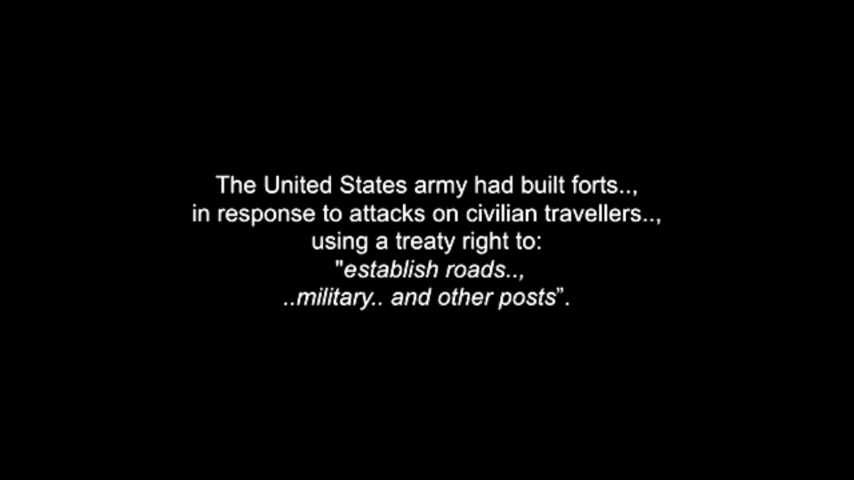 The United States army had built forts..,
in response to attacks on civilian travellers..,
using a treaty right to:
"establish roads..,
..military.. and other posts”.